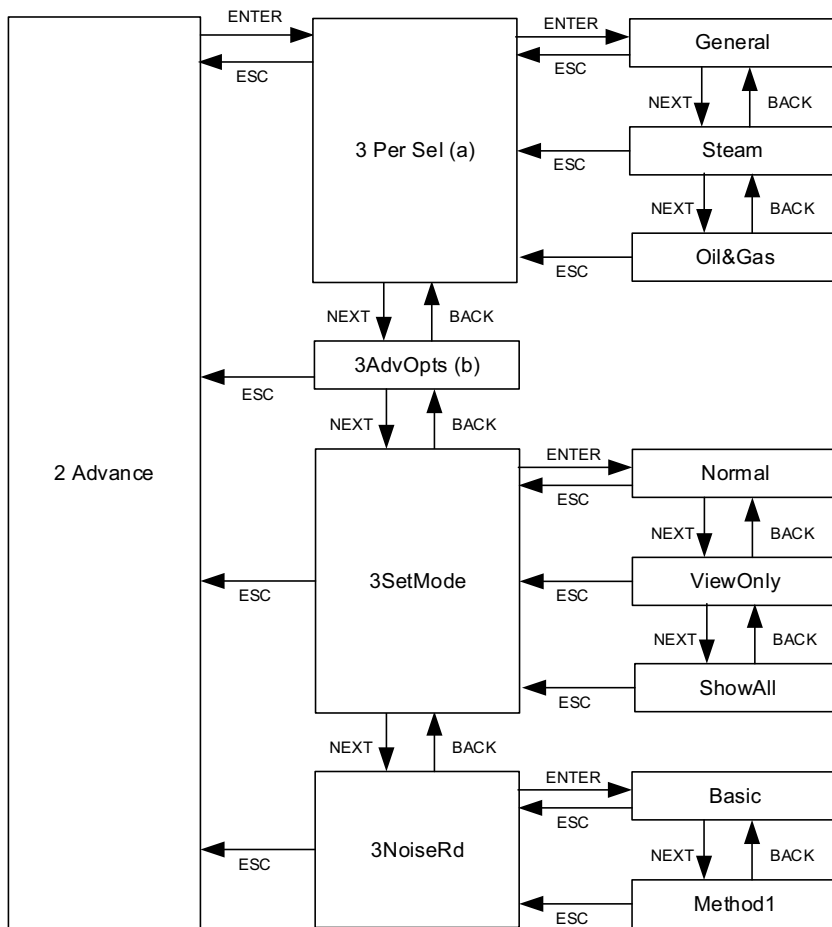 ENTER
ENTER
General
ESC
ESC
NEXT
BACK
3 Per Sel (a)
Steam
ESC
NEXT
BACK
Oil&Gas
ESC
NEXT
BACK
3AdvOpts (b)
ESC
NEXT
BACK
2 Advance
ENTER
Normal
ESC
NEXT
BACK
3SetMode
ViewOnly
ESC
ESC
NEXT
BACK
ShowAll
ESC
NEXT
BACK
ENTER
Basic
ESC
3NoiseRd
ESC
NEXT
BACK
Method1
ESC